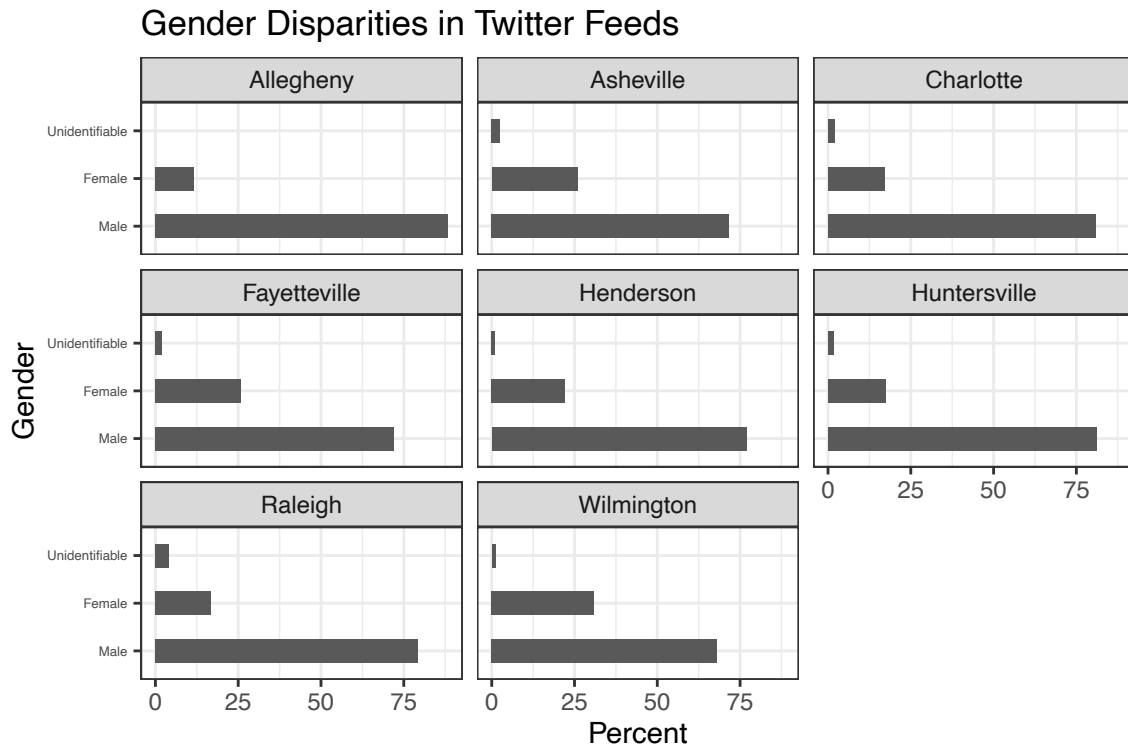 Gender Disparities in Twitter Feeds
Allegheny
Asheville
Charlotte
Unidentifiable
Female
Male
Fayetteville
Henderson
Huntersville
Unidentifiable
Female
Male
0 25 50 75
Raleigh
Wilmington
Unidentifiable
Female
Male
0 25 50 75
0 25 50 75
Percent
Gender